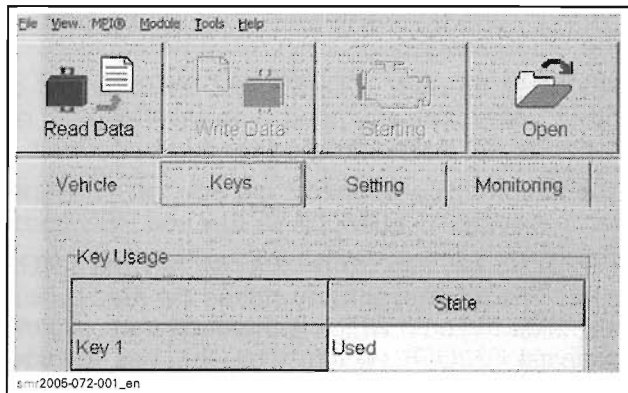 File View MPI® Module Tools Help
Read Data Write Data Starting Open
Vehicle Keys Setting Monitoring
Key Usage
State
Key 1 Used
smr2005-072-001_en